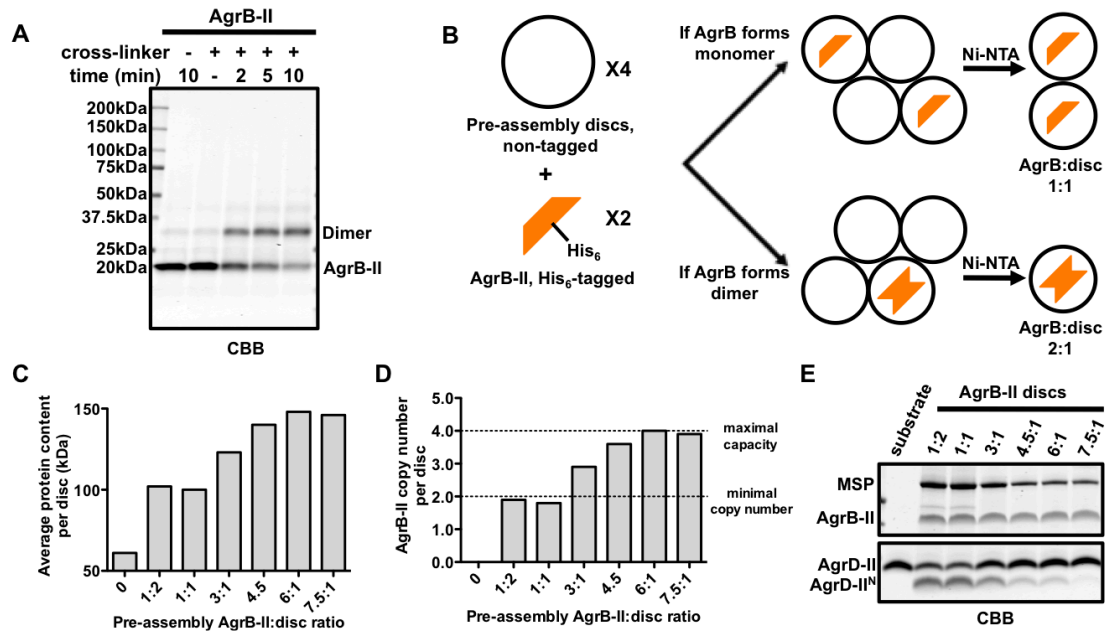 A
AgrB-II
cross-linker - + + + +
time (min) 10 - 2 5 10
200kDa
150kDa
100kDa
75kDa
50kDa
37.5kDa
25kDa
20kDa
Dimer
AgrB-II
CBB
B
X4
Pre-assembly discs,
non-tagged
+
X2
His6
AgrB-II, His6-tagged
If AgrB forms
monomer
Ni-NTA
AgrB:disc
1:1
If AgrB forms
dimer
Ni-NTA
AgrB:disc
2:1
C
Average protein content
per disc (kDa)
150
100
50
0 1:2 1:1 3:1 4.5 6:1 7.5:1
Pre-assembly AgrB-II:disc ratio
D
AgrB-II copy number
per disc
5.0
4.0
3.0
2.0
1.0
0.0
maximal
capacity
minimal
copy number
0 1:2 1:1 3:1 4.5 6:1 7.5:1
Pre-assembly AgrB-II:disc ratio
E
AgrB-II discs
substrate 1:2 1:1 3:1 4.5:1 6:1 7.5:1
MSP
AgrB-II
AgrD-II
AgrD-IIN
CBB